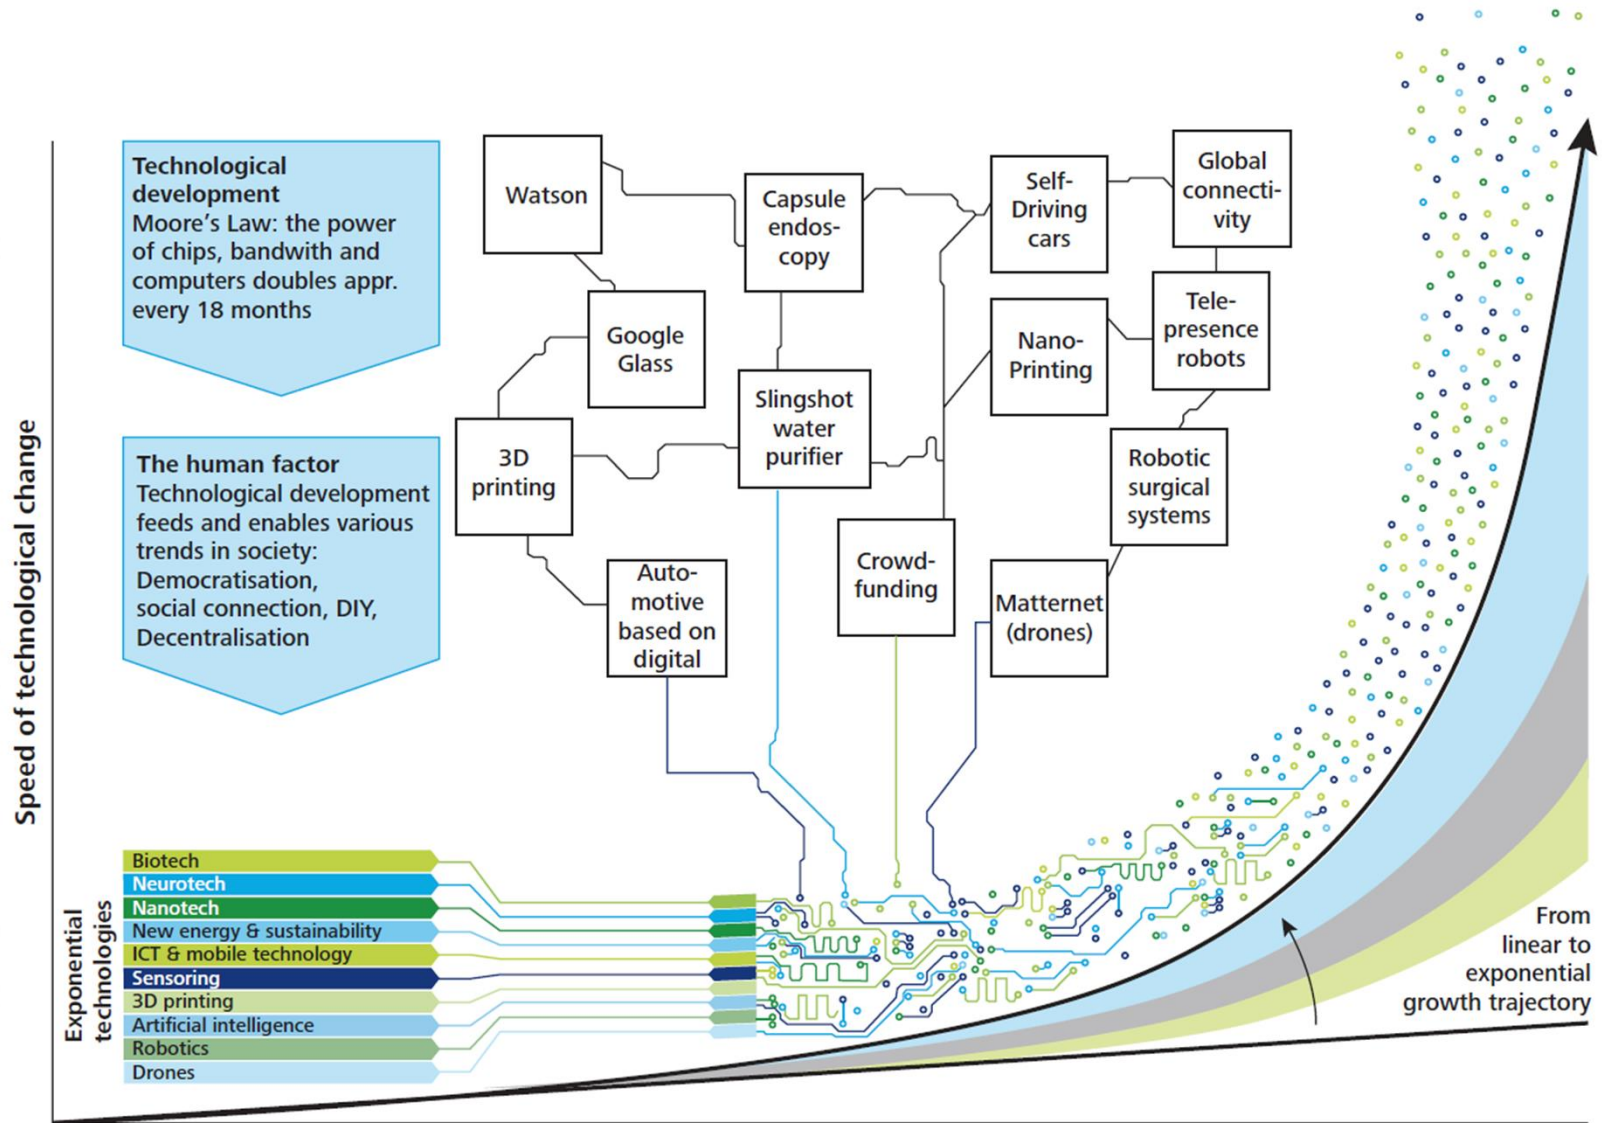 Speed of technological change
Technological
development
Moore's Law: the power
of chips, bandwith and
computers doubles appr.
every 18 months
The human factor
Technological development
feeds and enables various
trends in society:
Democratisation,
social connection, DIY,
Decentralisation
Watson
Google
Glass
3D
printing
Auto-
motive
based on
digital
Capsule
endos-
copy
Slingshot
water
purifier
Crowd-
funding
Self-
Driving
cars
Nano-
Printing
Matternet
(drones)
Global
connecti-
vity
Tele-
presence
robots
Robotic
surgical
systems
Exponential
technologies
Biotech
Neurotech
Nanotech
New energy & sustainability
ICT & mobile technology
Sensoring
3D printing
Artificial intelligence
Robotics
Drones
From
linear to
exponential
growth trajectory